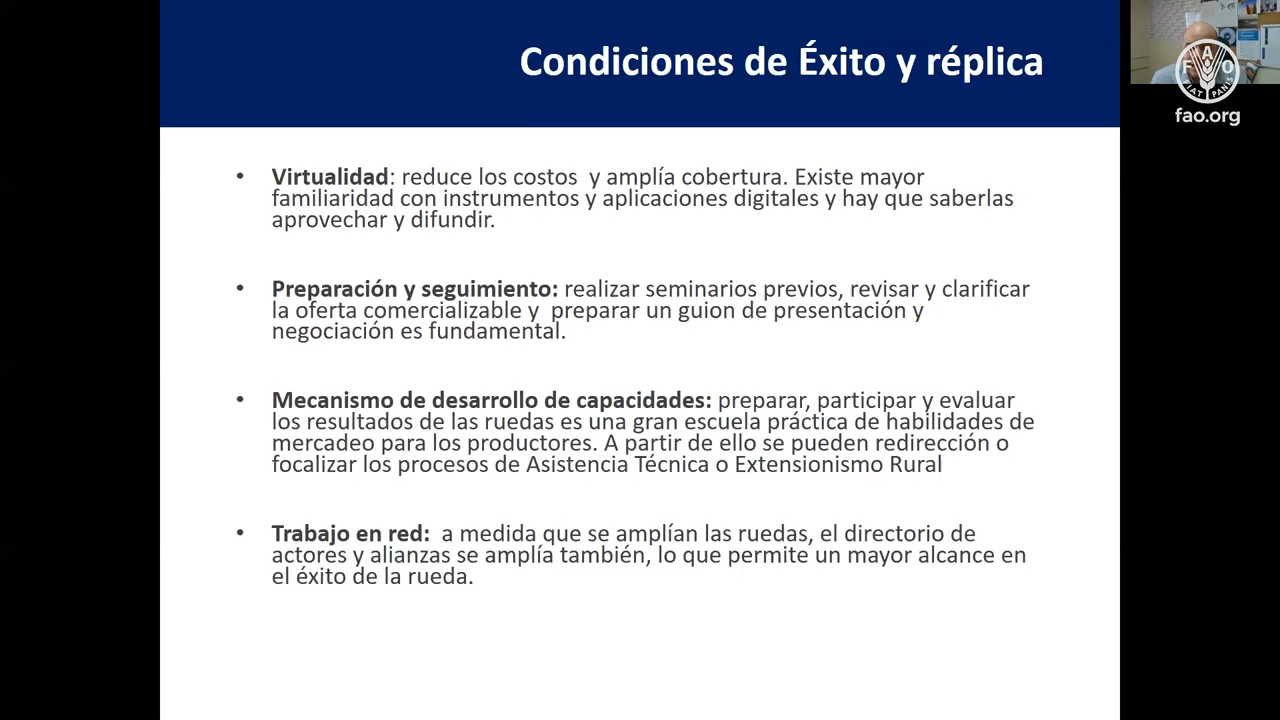 Condiciones de Éxito y réplica
FAO
FIAT PANIS
fao.org
• Virtualidad: reduce los costos y amplía cobertura. Existe mayor
familiaridad con instrumentos y aplicaciones digitales y hay que saberlas
aprovechar y difundir.
• Preparación y seguimiento: realizar seminarios previos, revisar y clarificar
la oferta comercializable y preparar un guion de presentación y
negociación es fundamental.
• Mecanismo de desarrollo de capacidades: preparar, participar y evaluar
los resultados de las ruedas es una gran escuela práctica de habilidades de
mercadeo para los productores. A partir de ello se pueden redirección o
focalizar los procesos de Asistencia Técnica o Extensionismo Rural
• Trabajo en red: a medida que se amplían las ruedas, el directorio de
actores y alianzas se amplía también, lo que permite un mayor alcance en
el éxito de la rueda.